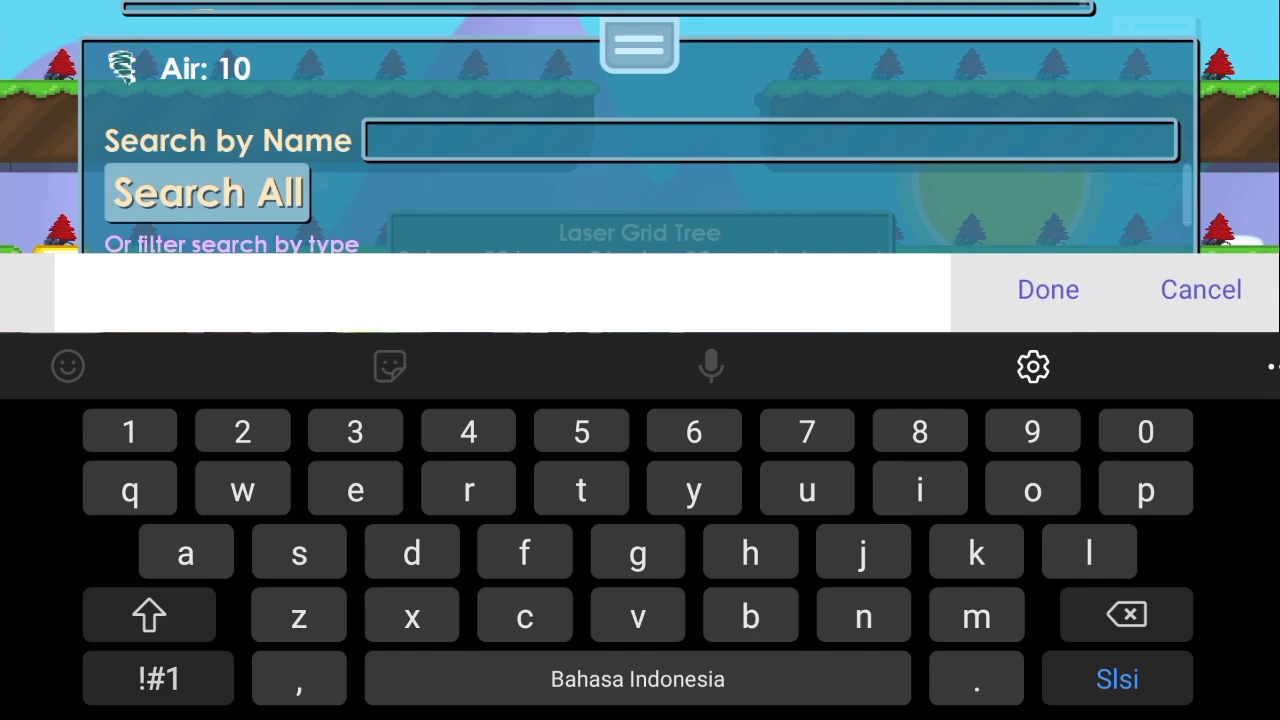 Air: 10
Search by Name
Search All
Or filter search by type
Laser Grid Tree
Done
Cancel
1 2 3 4 5 6 7 8 9 0
q w e r t y u i o p
a s d f g h j k l
z x c v b n m
!#1 , Bahasa Indonesia . Slsi